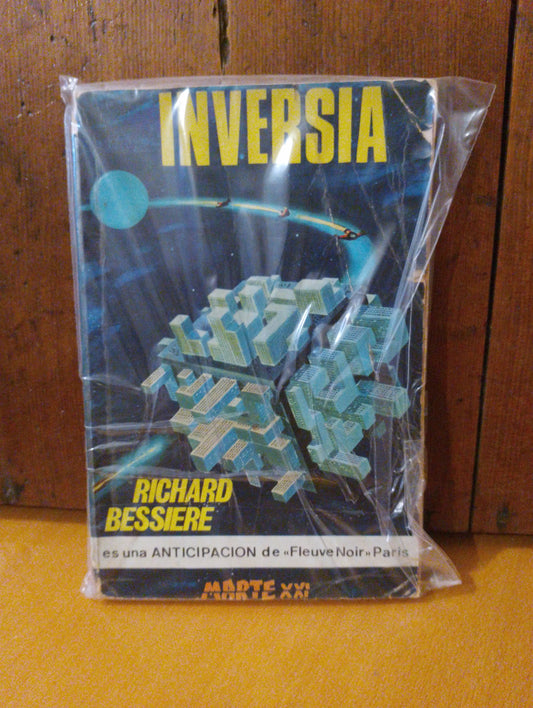 INVERSIA
RICHARD
BESSIERE
es una ANTICIPACION de «Fleuve Noir» Paris
MARTE XXI